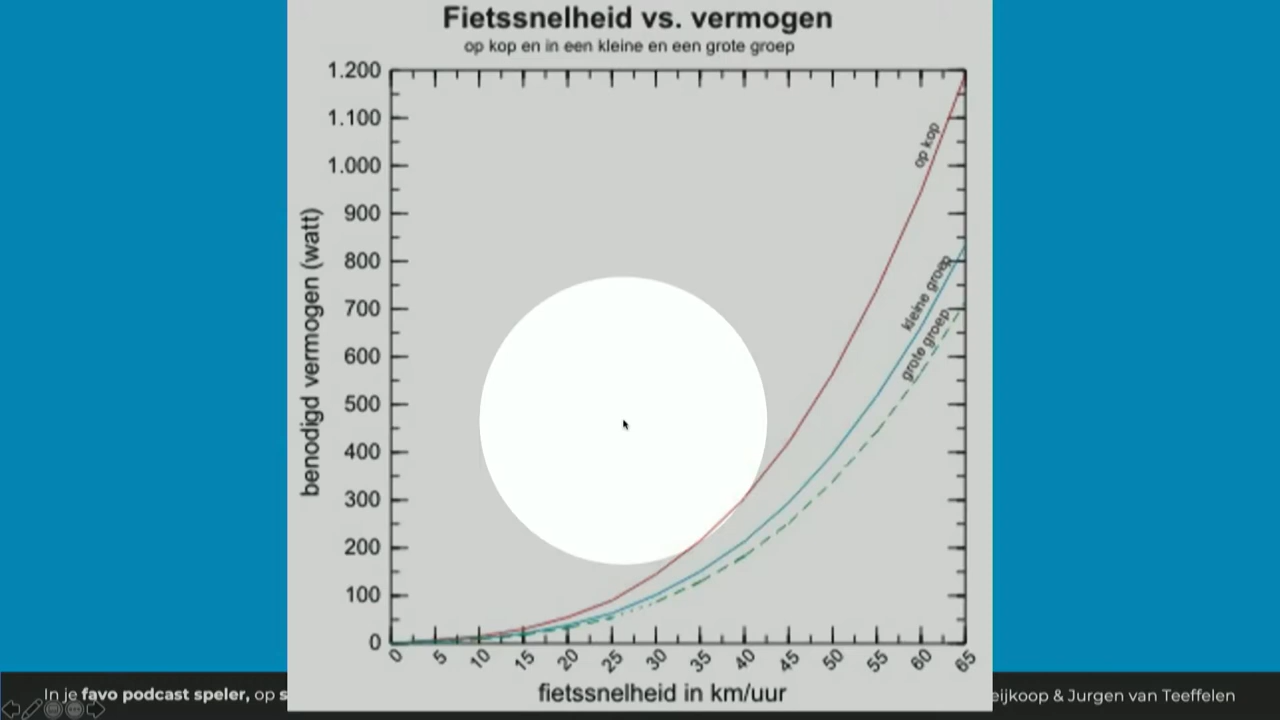 Fietssnelheid vs. vermogen
op kop en in een kleine en een grote groep
1.200
1.100
1.000
900
800
700
600
500
400
300
200
100
0
benodigd vermogen (watt)
op kop
kleine groep
grote groep
0 5 10 15 20 25 30 35 40 45 50 55 60 65
fietssnelheid in km/uur
In je favo podcast speler, op s
eijkoop & Jurgen van Teeffelen